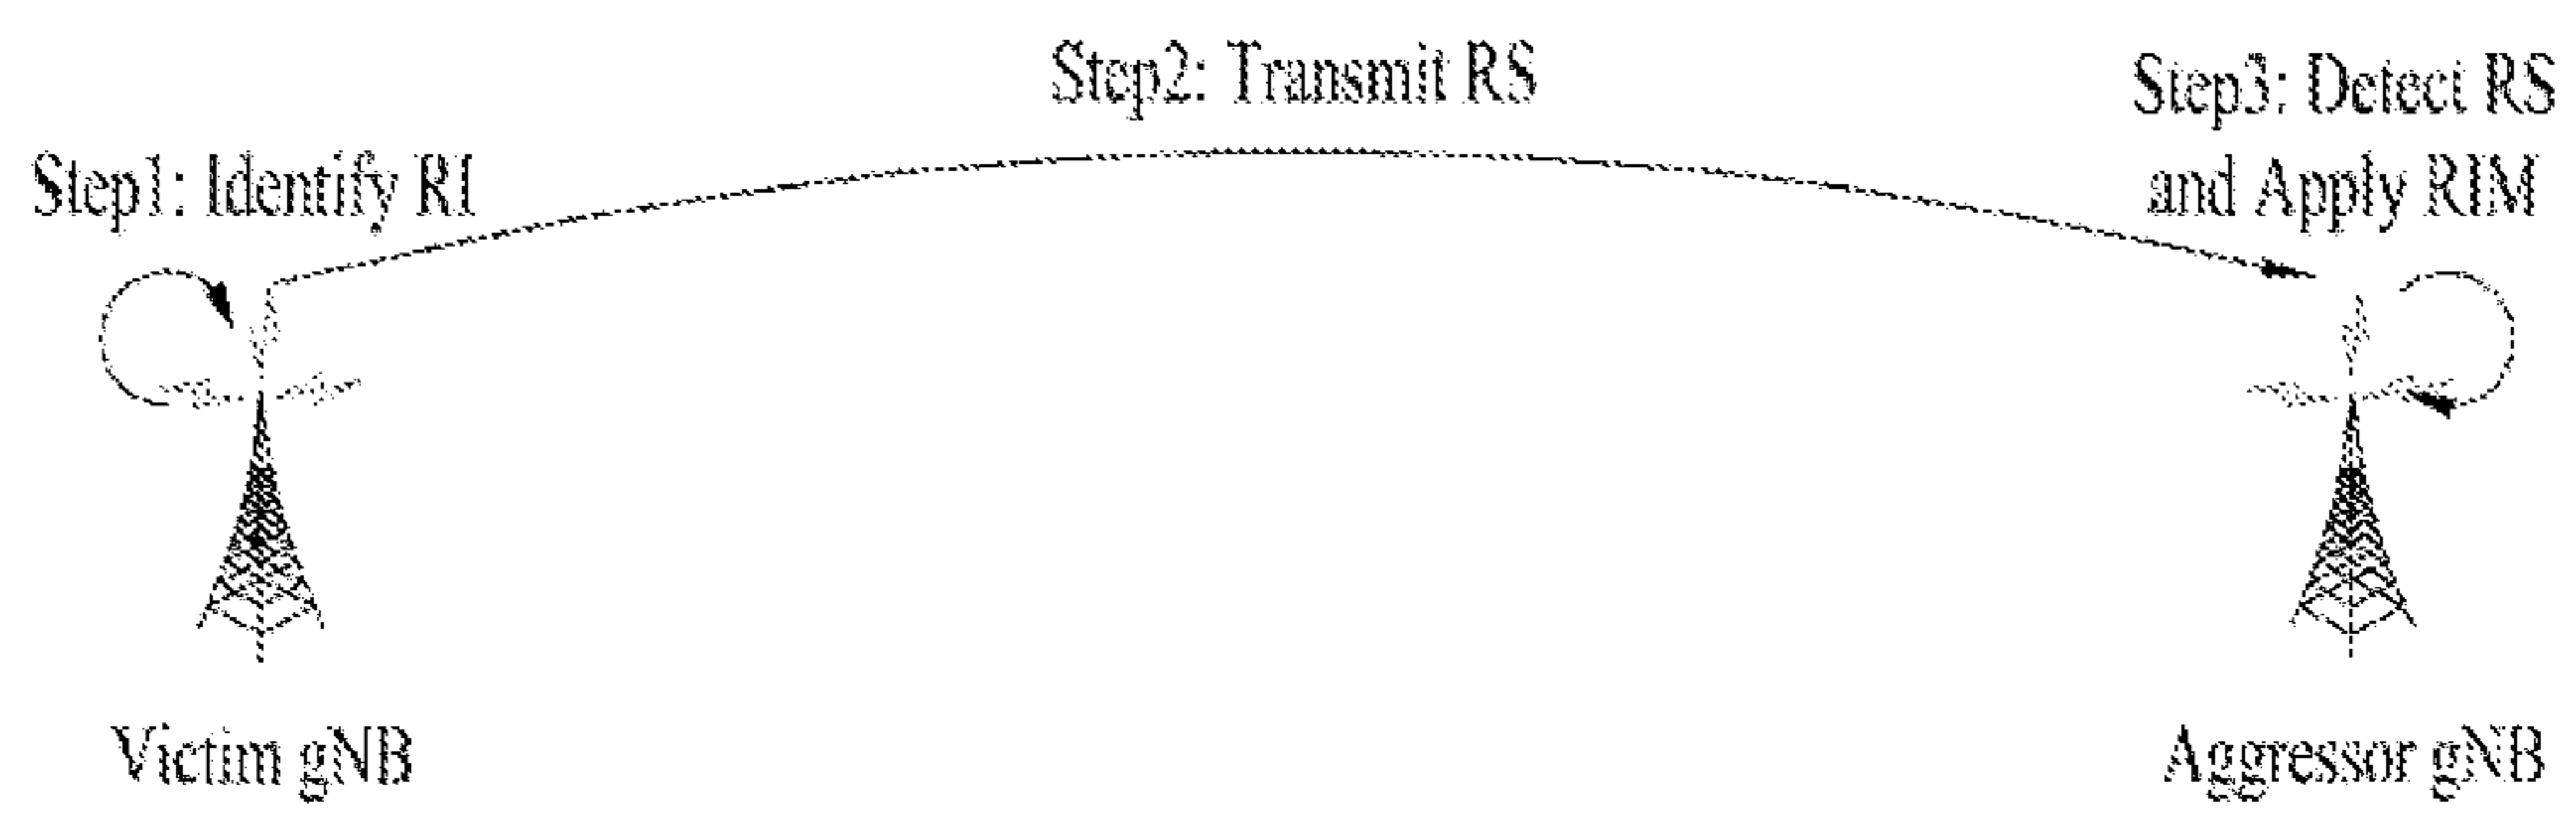 Step1: Identify RI
Step2: Transmit RS
Step3: Detect RS
and Apply RIM
Victim gNB
Aggressor gNB